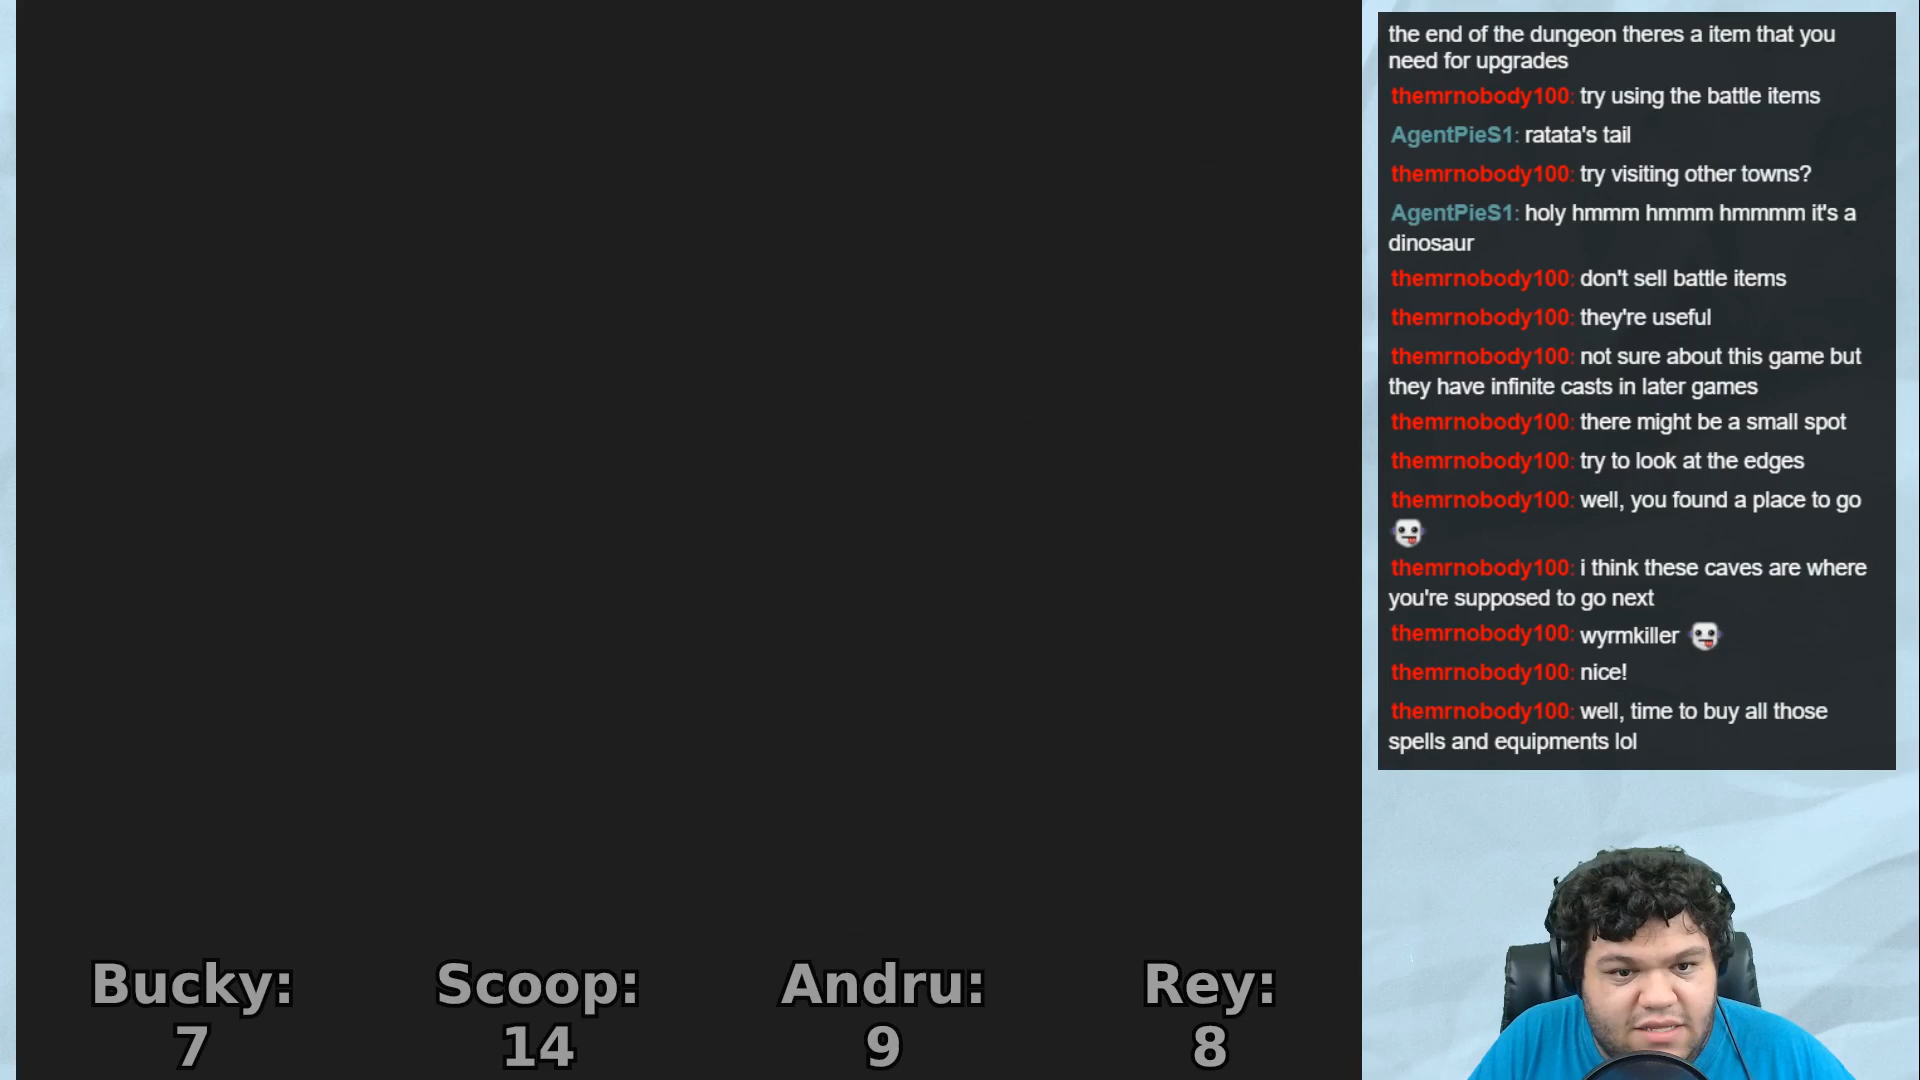 the end of the dungeon theres a item that you
need for upgrades
themrnobody100: try using the battle items
AgentPieS1: ratata's tail
themrnobody100: try visiting other towns?
AgentPieS1: holy hmmm hmmm hmmmm it's a
dinosaur
themrnobody100: don't sell battle items
themrnobody100: they're useful
themrnobody100: not sure about this game but
they have infinite casts in later games
themrnobody100: there might be a small spot
themrnobody100: try to look at the edges
themrnobody100: well, you found a place to go
themrnobody100: i think these caves are where
you're supposed to go next
themrnobody100: wyrmkiller
themrnobody100: nice!
themrnobody100: well, time to buy all those
spells and equipments lol
Bucky: Scoop: Andru: Rey:
7 14 9 8